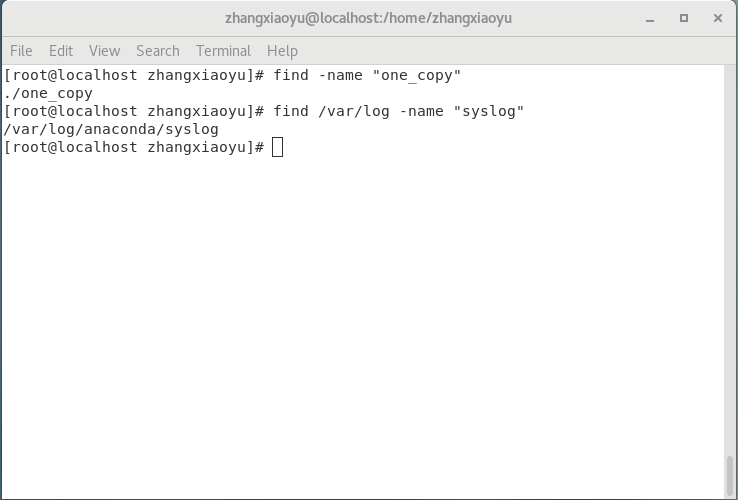 zhangxiaoyu@localhost:/home/zhangxiaoyu
File Edit View Search Terminal Help
[root@localhost zhangxiaoyu]# find -name "one_copy"
./one_copy
[root@localhost zhangxiaoyu]# find /var/log -name "syslog"
/var/log/anaconda/syslog
[root@localhost zhangxiaoyu]#